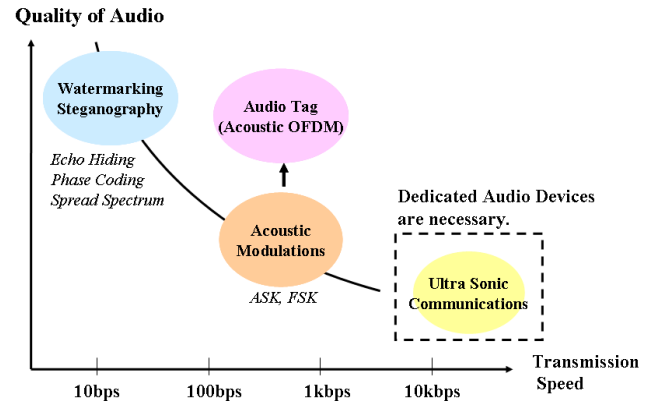 Quality of Audio
Watermarking
Steganography
Echo Hiding
Phase Coding
Spread Spectrum
Audio Tag
(Acoustic OFDM)
Acoustic
Modulations
ASK, FSK
Dedicated Audio Devices
are necessary.
Ultra Sonic
Communications
10bps
100bps
1kbps
10kbps
Transmission
Speed